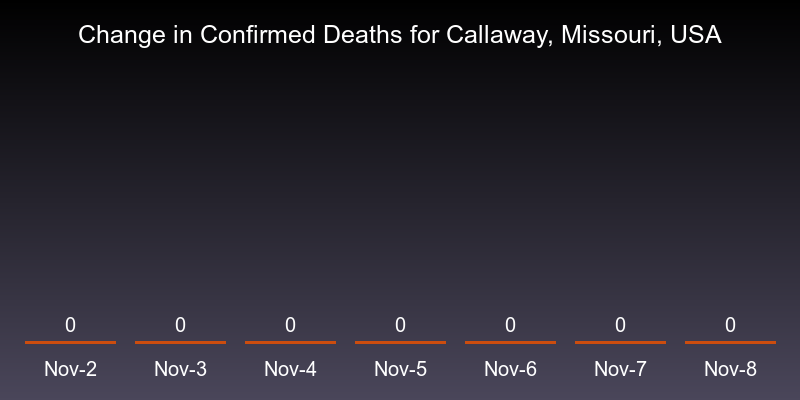 Change in Confirmed Deaths for Callaway, Missouri, USA
0 0 0 0 0 0 0
Nov-2 Nov-3 Nov-4 Nov-5 Nov-6 Nov-7 Nov-8